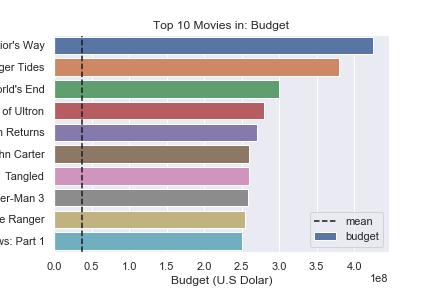 Top 10 Movies in: Budget
ior's Way
ger Tides
orld's End
of Ultron
n Returns
hn Carter
Tangled
er-Man 3
e Ranger
ws: Part 1
mean
budget
0.0 0.5 1.0 1.5 2.0 2.5 3.0 3.5 4.0
1e8
Budget (U.S Dolar)